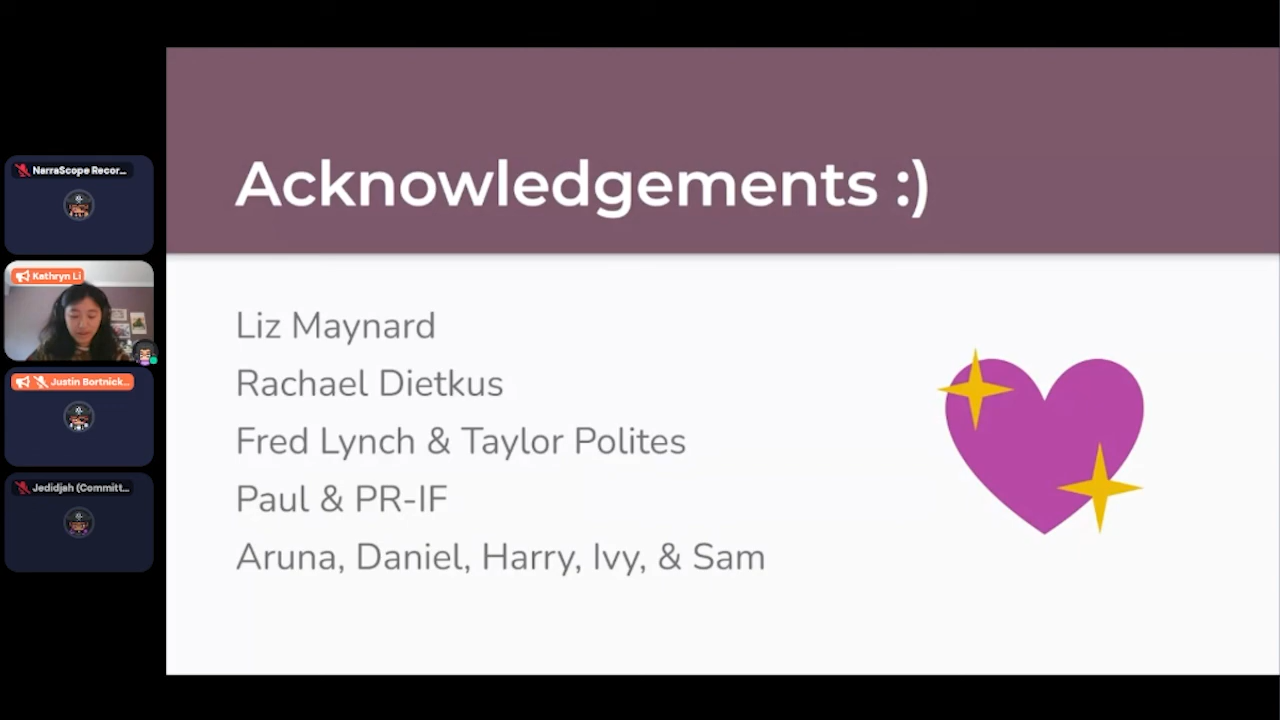 NarraScope Recor...
Kathryn Li
Justin Bortnick...
Jedidjah (Committ...
Acknowledgements :)
Liz Maynard
Rachael Dietkus
Fred Lynch & Taylor Polites
Paul & PR-IF
Aruna, Daniel, Harry, Ivy, & Sam